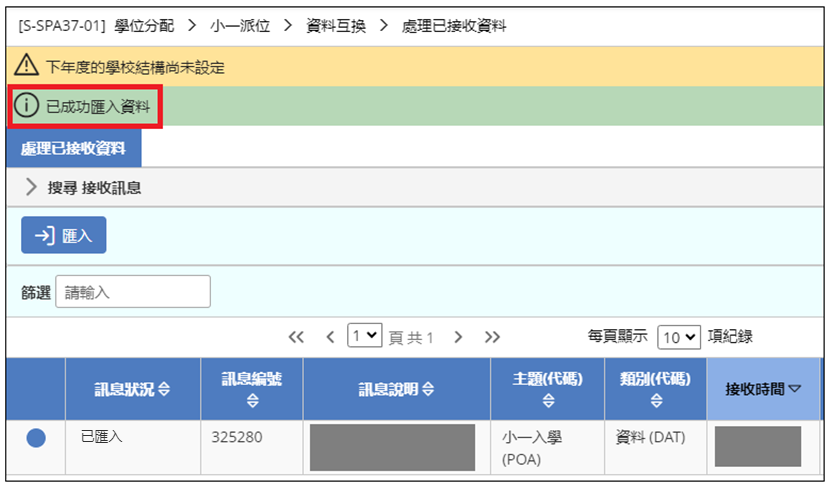 [S-SPA37-01] 學位分配 > 小一派位 > 資料互換 > 處理已接收資料
下年度的學校結構尚未設定
已成功匯入資料
處理已接收資料
搜尋 接收訊息
匯入
篩選 請輸入
1 頁 共 1 每頁顯示 10 項紀錄
訊息狀況 訊息編號 訊息說明 主題(代碼) 類別(代碼) 接收時間
已匯入 325280 小一入學 資料 (DAT)
(POA)